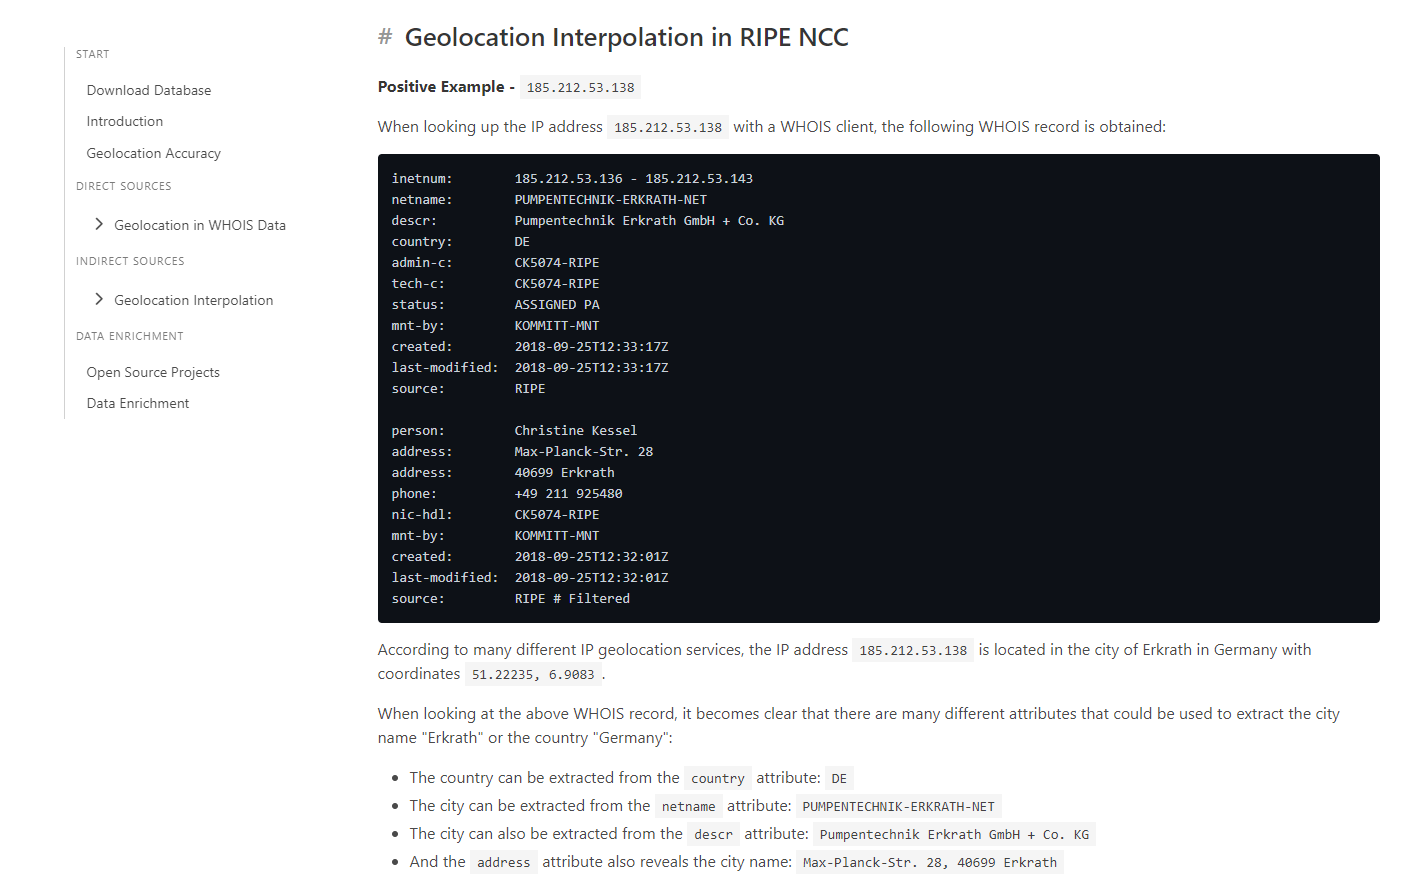 START
Download Database
Introduction
Geolocation Accuracy
DIRECT SOURCES
Geolocation in WHOIS Data
INDIRECT SOURCES
Geolocation Interpolation
DATA ENRICHMENT
Open Source Projects
Data Enrichment
# Geolocation Interpolation in RIPE NCC
Positive Example - 185.212.53.138
When looking up the IP address 185.212.53.138 with a WHOIS client, the following WHOIS record is obtained:
inetnum: 185.212.53.136 - 185.212.53.143
netname: PUMPENTECHNIK-ERKRATH-NET
descr: Pumpentechnik Erkrath GmbH + Co. KG
country: DE
admin-c: CK5074-RIPE
tech-c: CK5074-RIPE
status: ASSIGNED PA
mnt-by: KOMMITT-MNT
created: 2018-09-25T12:33:17Z
last-modified: 2018-09-25T12:33:17Z
source: RIPE
person: Christine Kessel
address: Max-Planck-Str. 28
address: 40699 Erkrath
phone: +49 211 925480
nic-hdl: CK5074-RIPE
mnt-by: KOMMITT-MNT
created: 2018-09-25T12:32:01Z
last-modified: 2018-09-25T12:32:01Z
source: RIPE # Filtered
According to many different IP geolocation services, the IP address 185.212.53.138 is located in the city of Erkrath in Germany with
coordinates 51.22235, 6.9083 .
When looking at the above WHOIS record, it becomes clear that there are many different attributes that could be used to extract the city
name "Erkrath" or the country "Germany":
• The country can be extracted from the country attribute: DE
• The city can be extracted from the netname attribute: PUMPENTECHNIK-ERKRATH-NET
• The city can also be extracted from the descr attribute: Pumpentechnik Erkrath GmbH + Co. KG
• And the address attribute also reveals the city name: Max-Planck-Str. 28, 40699 Erkrath